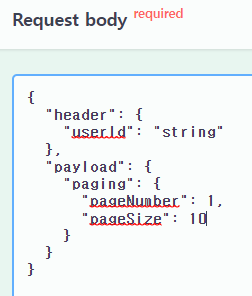 Request body required
{
  "header": {
    "userId": "string"
  },
  "payload": {
    "paging": {
      "pageNumber": 1,
      "pageSize": 10
    }
  }
}